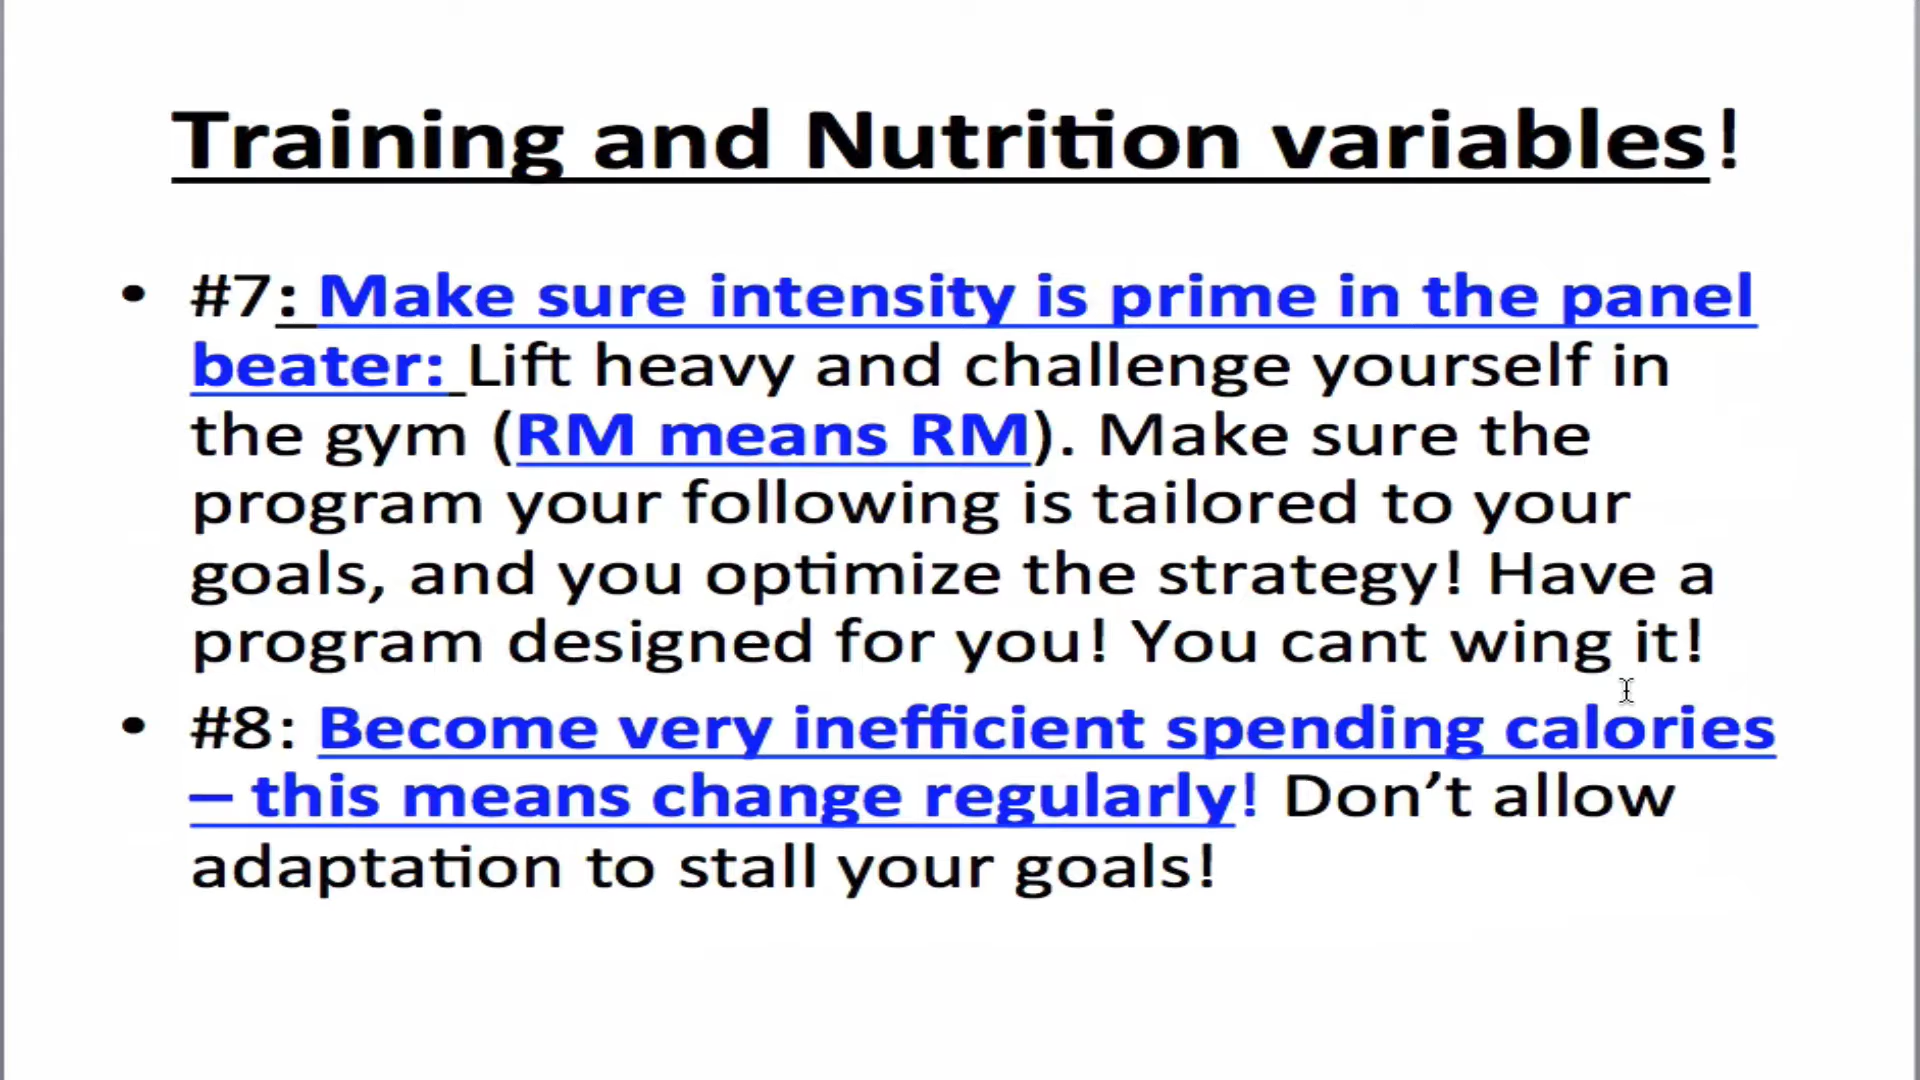 Training and Nutrition variables!
• #7: Make sure intensity is prime in the panel
beater: Lift heavy and challenge yourself in
the gym (RM means RM). Make sure the
program your following is tailored to your
goals, and you optimize the strategy! Have a
program designed for you! You cant wing it!
• #8: Become very inefficient spending calories
– this means change regularly! Don’t allow
adaptation to stall your goals!